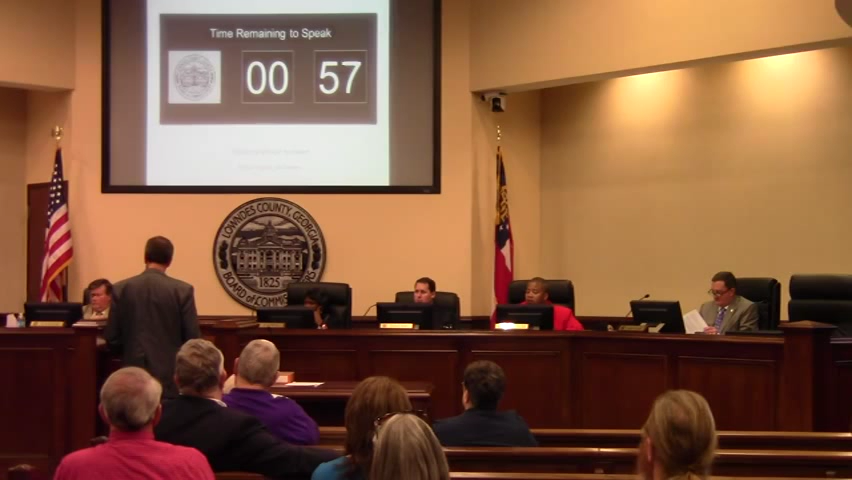 Time Remaining to Speak
00 57
LOWNDES COUNTY, GEORGIA
1825
BOARD of COMMISSIONERS